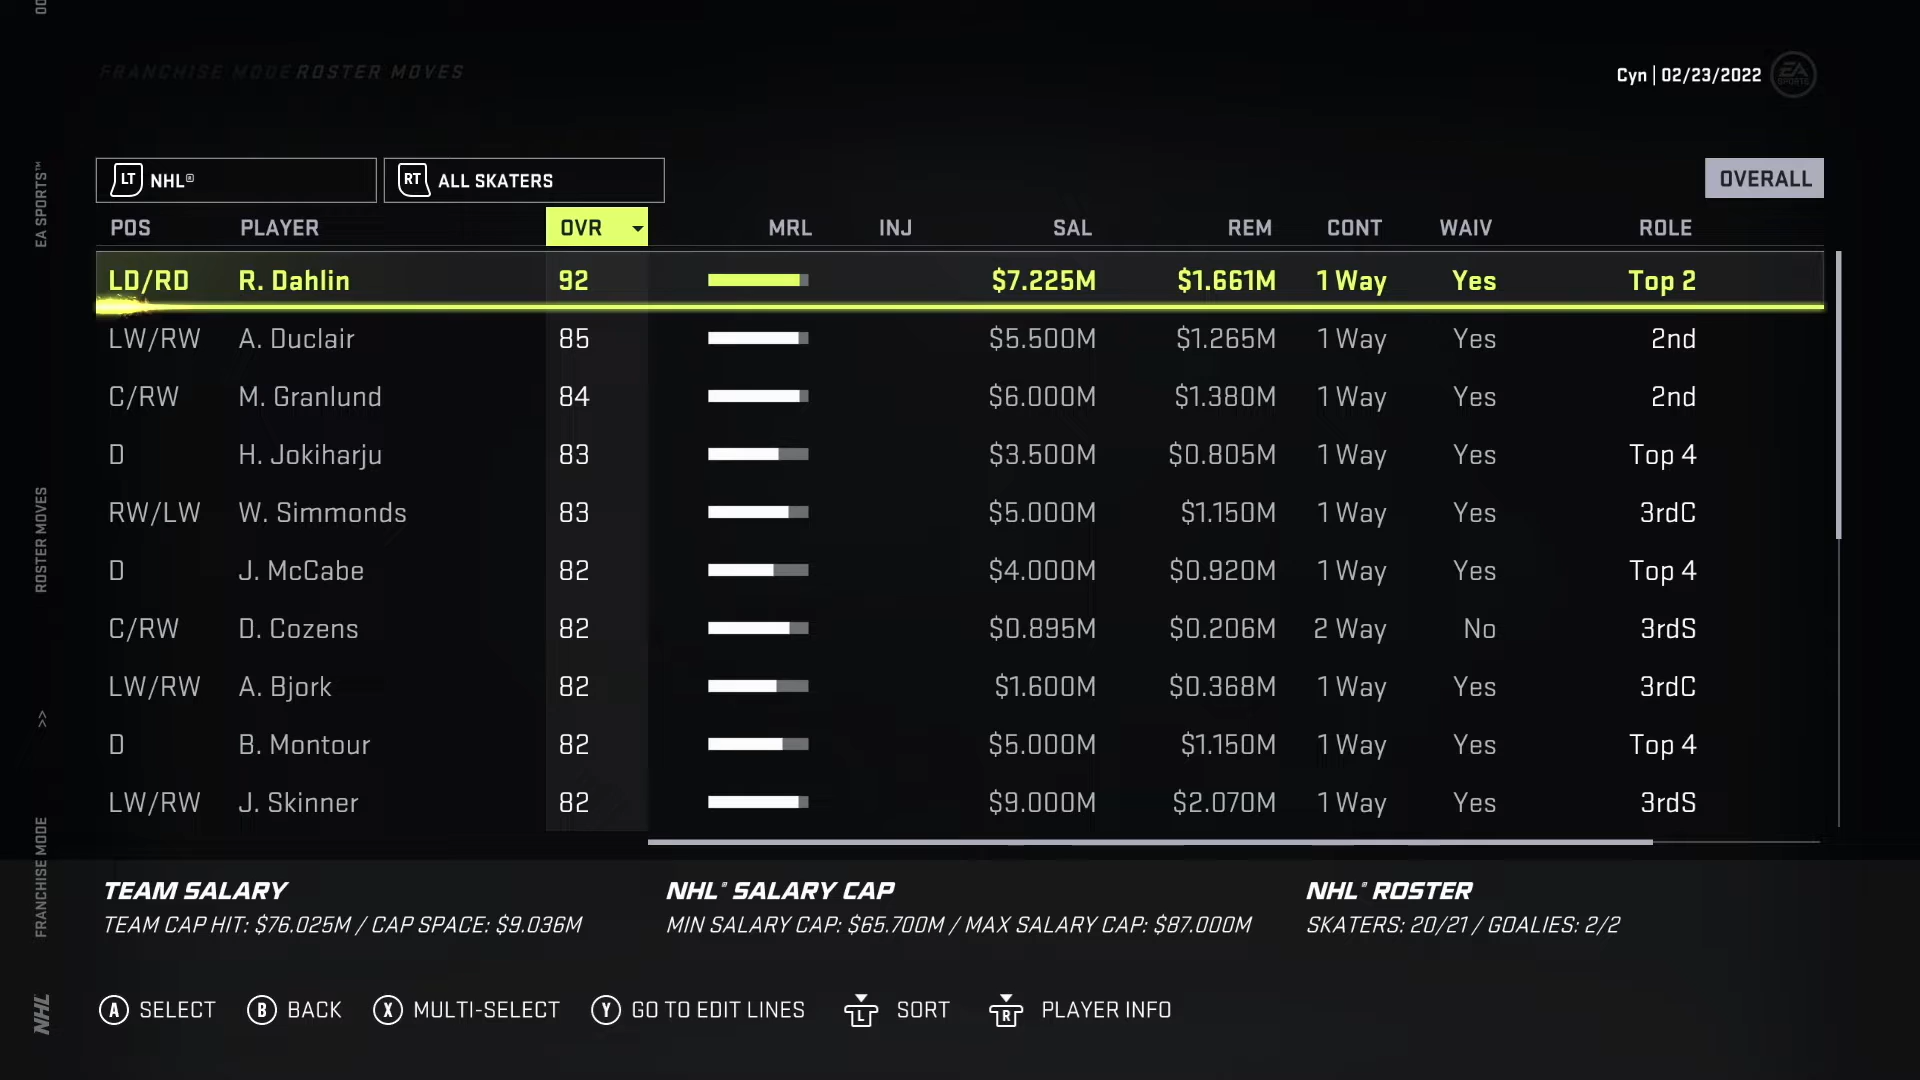 FRANCHISE MODE ROSTER MOVES
Cyn | 02/23/2022
EA SPORTS
LT NHL®
RT ALL SKATERS
OVERALL
POS PLAYER OVR MRL INJ SAL REM CONT WAIV ROLE
LD/RD R. Dahlin 92 $7.225M $1.661M 1 Way Yes Top 2
LW/RW A. Duclair 85 $5.500M $1.265M 1 Way Yes 2nd
C/RW M. Granlund 84 $6.000M $1.380M 1 Way Yes 2nd
D H. Jokiharju 83 $3.500M $0.805M 1 Way Yes Top 4
RW/LW W. Simmonds 83 $5.000M $1.150M 1 Way Yes 3rdC
D J. McCabe 82 $4.000M $0.920M 1 Way Yes Top 4
C/RW D. Cozens 82 $0.895M $0.206M 2 Way No 3rdS
LW/RW A. Bjork 82 $1.600M $0.368M 1 Way Yes 3rdC
D B. Montour 82 $5.000M $1.150M 1 Way Yes Top 4
LW/RW J. Skinner 82 $9.000M $2.070M 1 Way Yes 3rdS
TEAM SALARY
TEAM CAP HIT: $76.025M / CAP SPACE: $9.036M
NHL® SALARY CAP
MIN SALARY CAP: $65.700M / MAX SALARY CAP: $87.000M
NHL® ROSTER
SKATERS: 20/21 / GOALIES: 2/2
A SELECT B BACK X MULTI-SELECT Y GO TO EDIT LINES L SORT R PLAYER INFO
NHL FRANCHISE MODE >> ROSTER MOVES EA SPORTS™